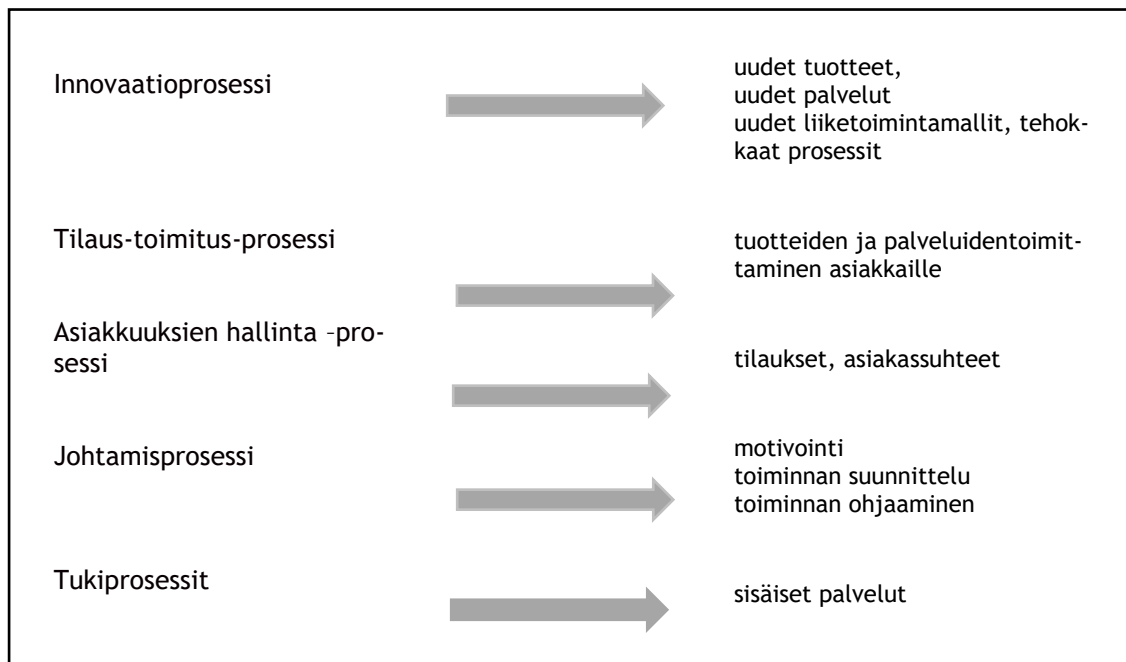 Innovaatioprosessi
uudet tuotteet,
uudet palvelut
uudet liiketoimintamallit, tehok-
kaat prosessit
Tilaus-toimitus-prosessi
tuotteiden ja palveluidentoimit-
taminen asiakkaille
Asiakkuuksien hallinta –pro-
sessi
tilaukset, asiakassuhteet
Johtamisprosessi
motivointi
toiminnan suunnittelu
toiminnan ohjaaminen
Tukiprosessit
sisäiset palvelut